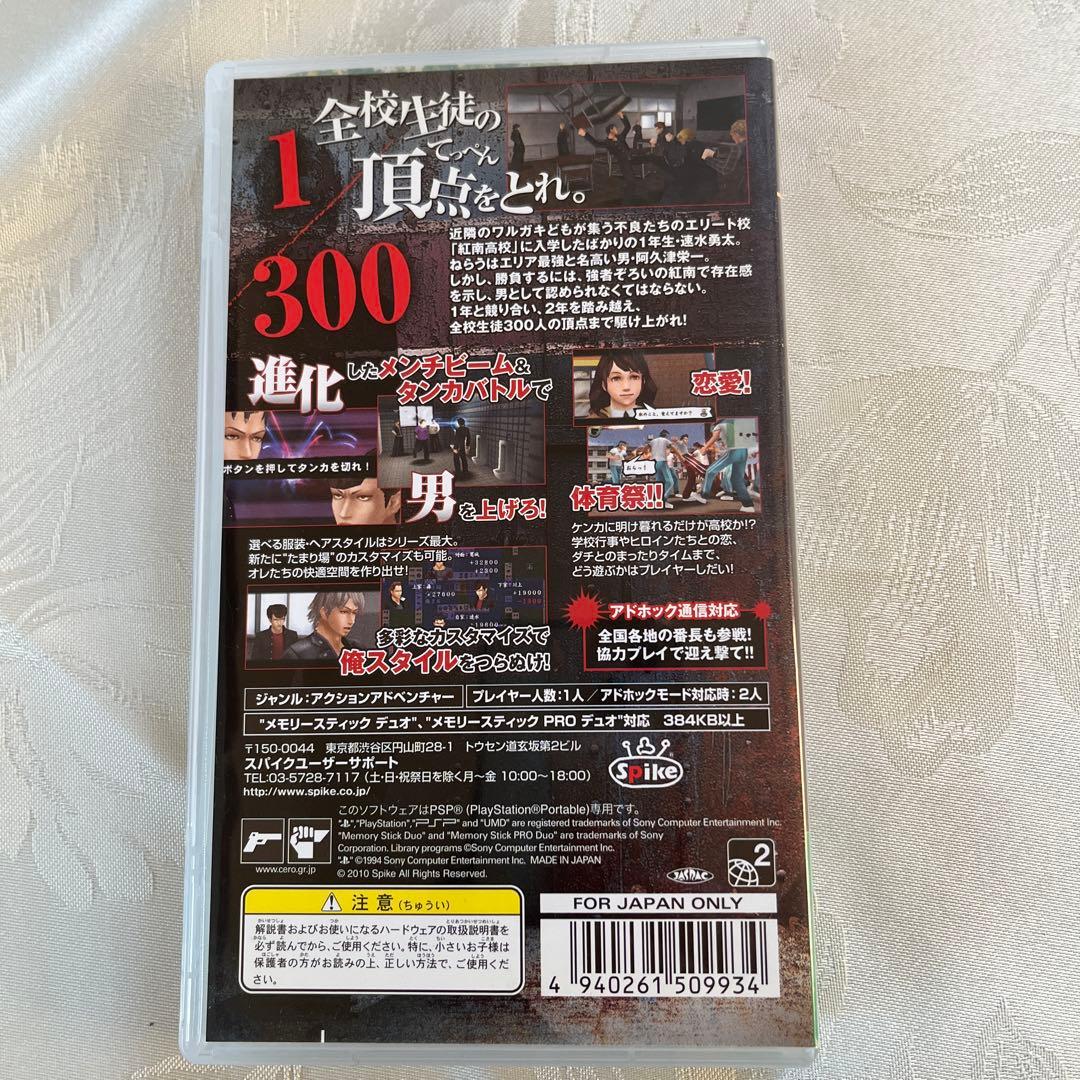 全校生徒の
てっぺん
頂点をとれ。
1/300
近隣のワルガキどもが集う不良たちのエリート校
「紅南高校」に入学したばかりの1年生・速水勇太。
ねらうはエリア最強と名高い男・阿久津栄一。
しかし、勝負するには、強者ぞろいの紅南で存在感
を示し、男として認められなくてはならない。
1年と競り合い、2年を踏み越え、
全校生徒300人の頂点まで駆け上がれ!
進化したメンチビーム&
タンカバトルで
ボタンを押してタンカを切れ!
男を上げろ!
恋愛!
私のこと、覚えてますか?
おらっ!
体育祭!!
ケンカに明け暮れるだけが高校か!?
学校行事やヒロインたちとの恋、
ダチとのまったりタイムまで、
どう遊ぶかはプレイヤーしだい!
選べる服装・ヘアスタイルはシリーズ最大。
新たに“たまり場”のカスタマイズも可能。
オレたちの快適空間を作り出せ!
+32800
+2300
+27600
+19000
-1300
19600
多彩なカスタマイズで
俺スタイルをつらぬけ!
アドホック通信対応
全国各地の番長も参戦!
協力プレイで迎え撃て!!
ジャンル:アクションアドベンチャー
プレイヤー人数:1人/アドホックモード対応時:2人
"メモリースティック デュオ"、"メモリースティック PRO デュオ"対応 384KB以上
〒150-0044 東京都渋谷区円山町28-1 トウセン道玄坂第2ビル
スパイクユーザーサポート
TEL:03-5728-7117 (土・日・祝祭日を除く月~金 10:00~18:00)
http://www.spike.co.jp/
Spike
このソフトウェアはPSP® (PlayStation®Portable)専用です。
" ","PlayStation","PSP" and "UMD" are registered trademarks of Sony Computer Entertainment Inc.
"Memory Stick Duo" and "Memory Stick PRO Duo" are trademarks of Sony
Corporation. Library programs ©Sony Computer Entertainment Inc.
" " ©1994 Sony Computer Entertainment Inc. MADE IN JAPAN
© 2010 Spike All Rights Reserved.
www.cero.gr.jp
JASRAC
2
注意(ちゅうい)
解説書およびお使いになるハードウェアの取扱説明書を
必ず読んでから、ご使用ください。特に、小さいお子様は
保護者の方がお読みの上、正しい方法で、ご使用くだ
さい。
FOR JAPAN ONLY
4 940261 509934